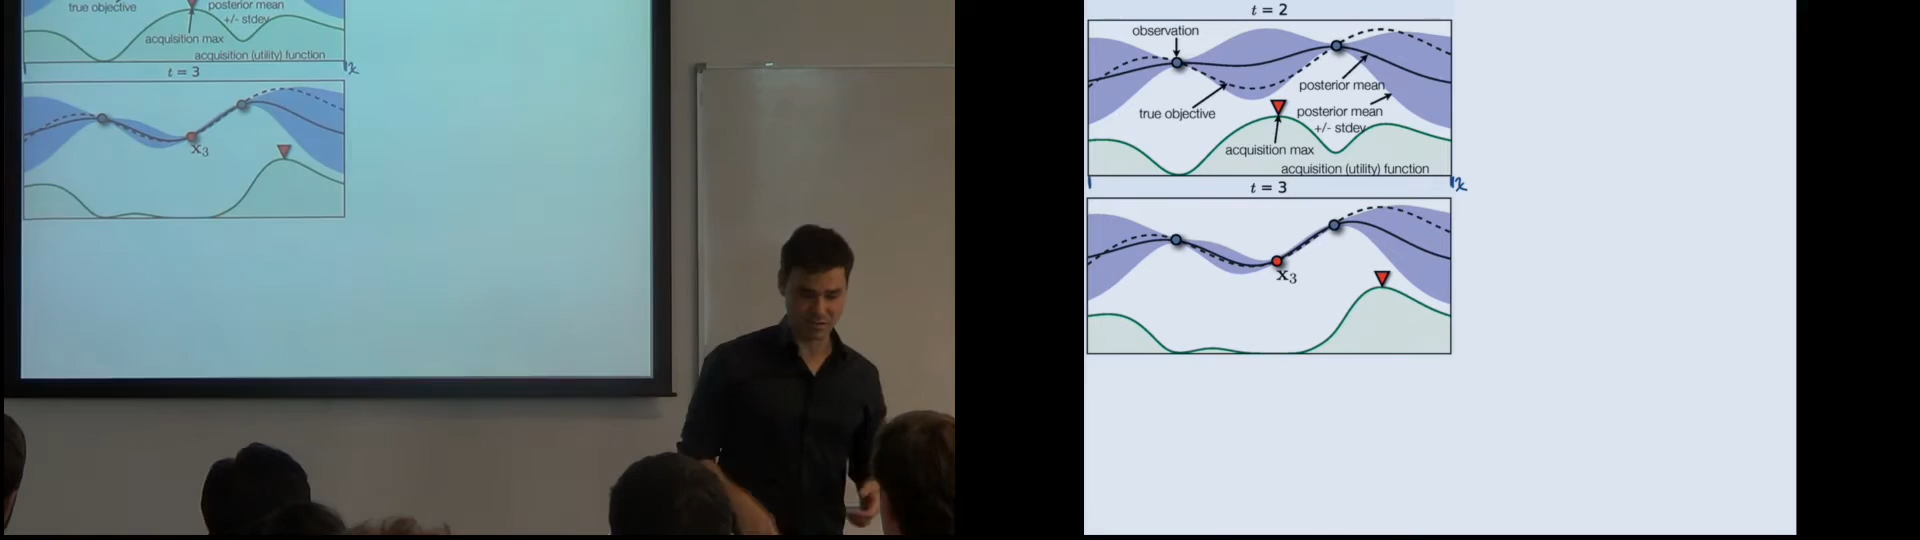 true objective
posterior mean
+/- stdev
acquisition max
acquisition (utility) function
x
t = 3
x₃
t = 2
observation
posterior mean
true objective
posterior mean
+/- stdev
acquisition max
acquisition (utility) function
x
t = 3
x₃